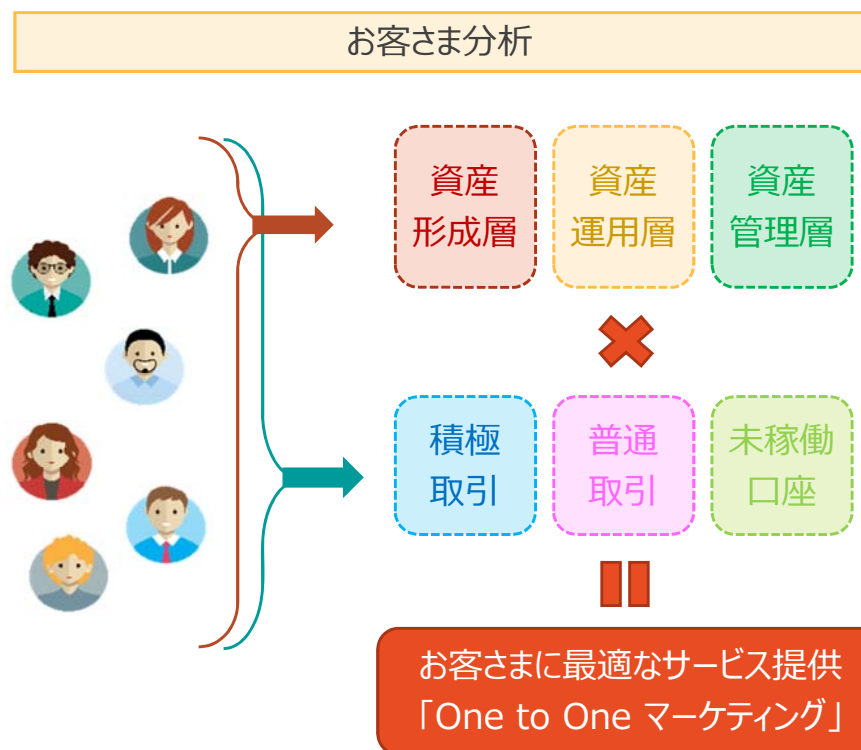 お客さま分析
資産
形成層
資産
運用層
資産
管理層
積極
取引
普通
取引
未稼働
口座
お客さまに最適なサービス提供
「One to One マーケティング」